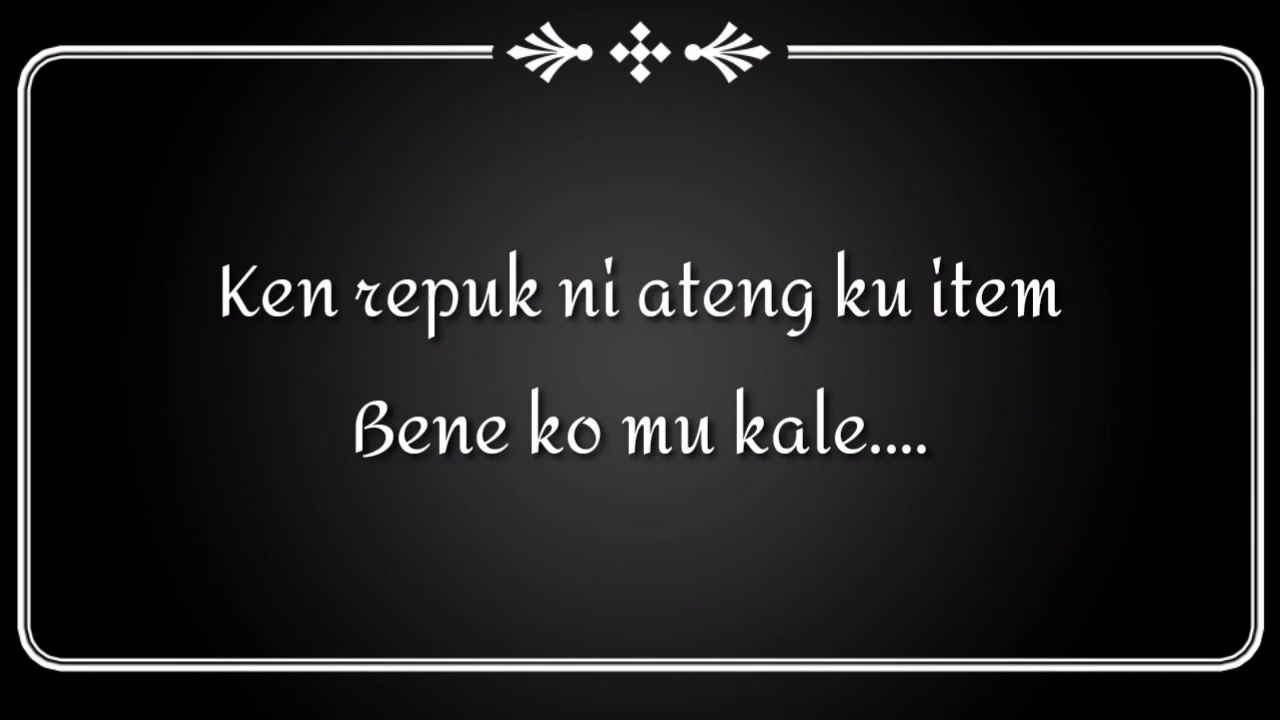 Ken repuk ni ateng ku item
Bene ko mu kale....